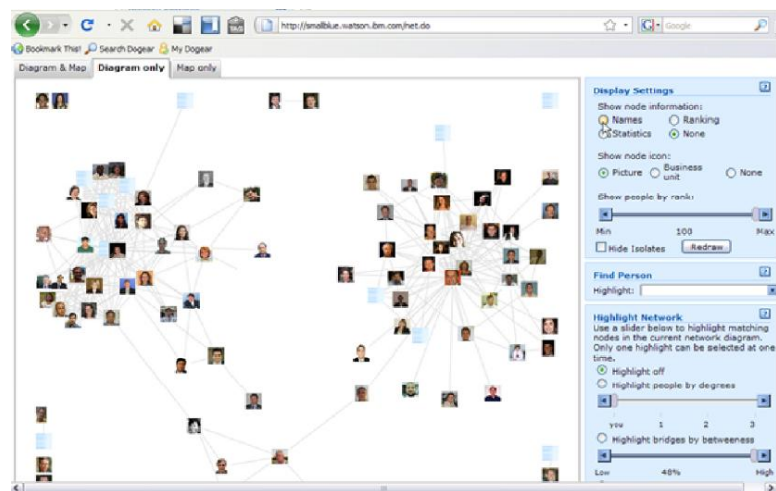 http://smallblue.watson.ibm.com/net.do
Google
Bookmark This! Search Dogear My Dogear
Diagram & Map Diagram only Map only
Display Settings ?
Show node information:
Names Ranking
Statistics None
Show node icon:
Picture Business unit None
Show people by rank:
Min 100 Max
Hide Isolates Redraw
Find Person ?
Highlight:
Highlight Network ?
Use a slider below to highlight matching
nodes in the current network diagram.
Only one highlight can be selected at one
time.
Highlight off
Highlight people by degrees
you 1 2 3
Highlight bridges by betweeness
Low 48% High